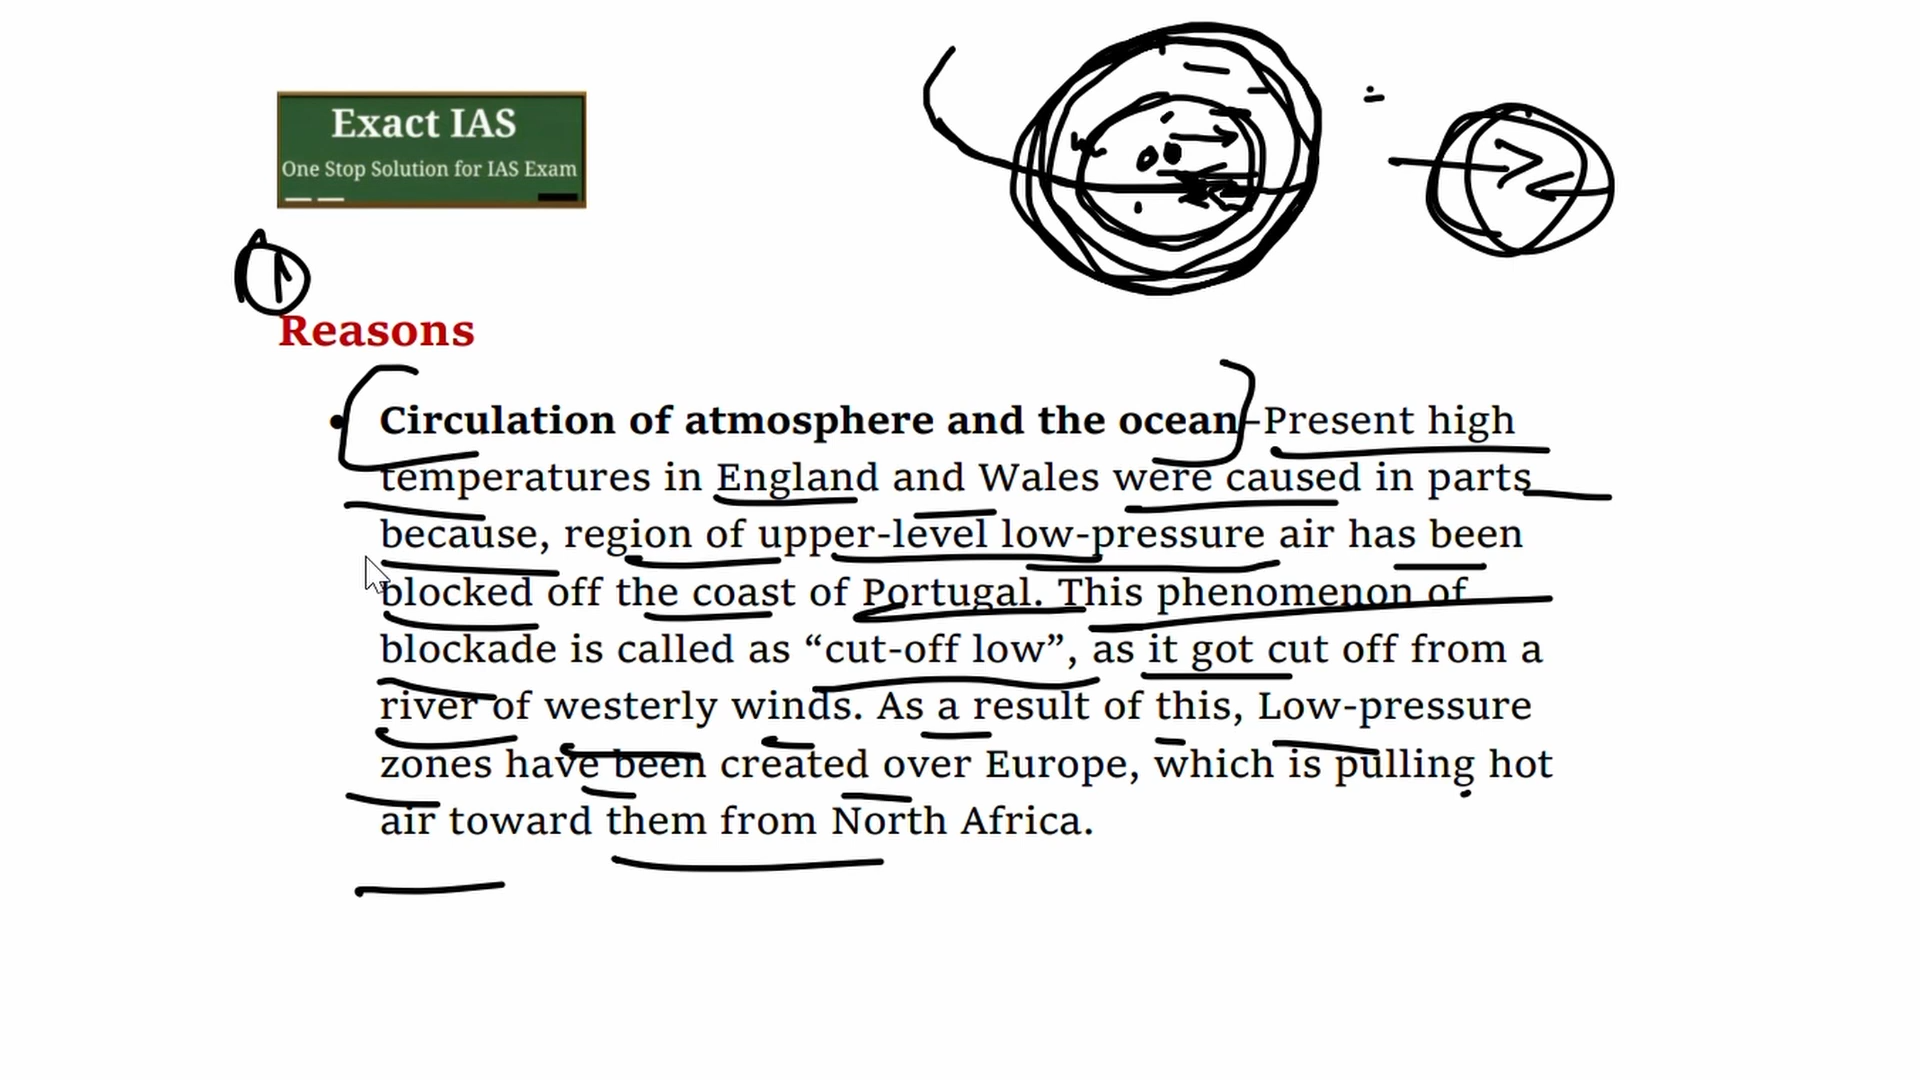 Exact IAS
One Stop Solution for IAS Exam
1
Reasons
• Circulation of atmosphere and the ocean–Present high
temperatures in England and Wales were caused in parts
because, region of upper-level low-pressure air has been
blocked off the coast of Portugal. This phenomenon of
blockade is called as “cut-off low”, as it got cut off from a
river of westerly winds. As a result of this, Low-pressure
zones have been created over Europe, which is pulling hot
air toward them from North Africa.